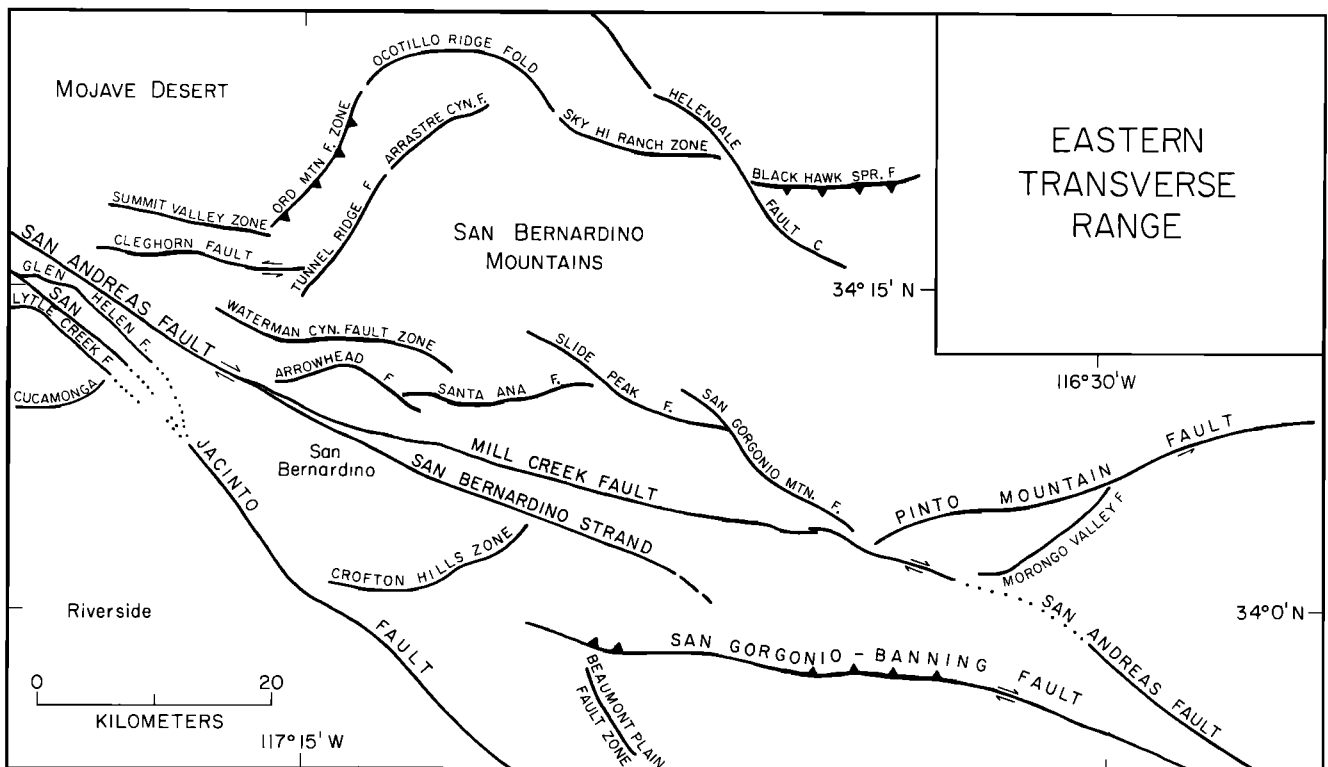 MOJAVE DESERT
OCOTILLO RIDGE FOLD
ORD MTN F. ZONE
ARRASTRE CYN. F.
TUNNEL RIDGE F
SUMMIT VALLEY ZONE
CLEGHORN FAULT
SKY HI RANCH ZONE
HELENDALE
FAULT C
BLACK HAWK SPR. F
EASTERN
TRANSVERSE
RANGE
SAN BERNARDINO
MOUNTAINS
34° 15' N
116°30' W
SAN ANDREAS FAULT
GLEN
HELEN F.
SAN
LYTLE CREEK F
CUCAMONGA
WATERMAN CYN. FAULT ZONE
ARROWHEAD
F
SANTA ANA F.
SLIDE
PEAK
F.
SAN GORGONIO MTN. F.
San
Bernardino
MILL CREEK FAULT
SAN BERNARDINO STRAND
JACINTO
FAULT
PINTO MOUNTAIN FAULT
MORONGO VALLEY F
CROFTON HILLS ZONE
Riverside
34° 0' N
SAN ANDREAS FAULT
SAN GORGONIO - BANNING
FAULT
BEAUMONT PLAIN
FAULT ZONE
0 20
KILOMETERS
117° 15' W